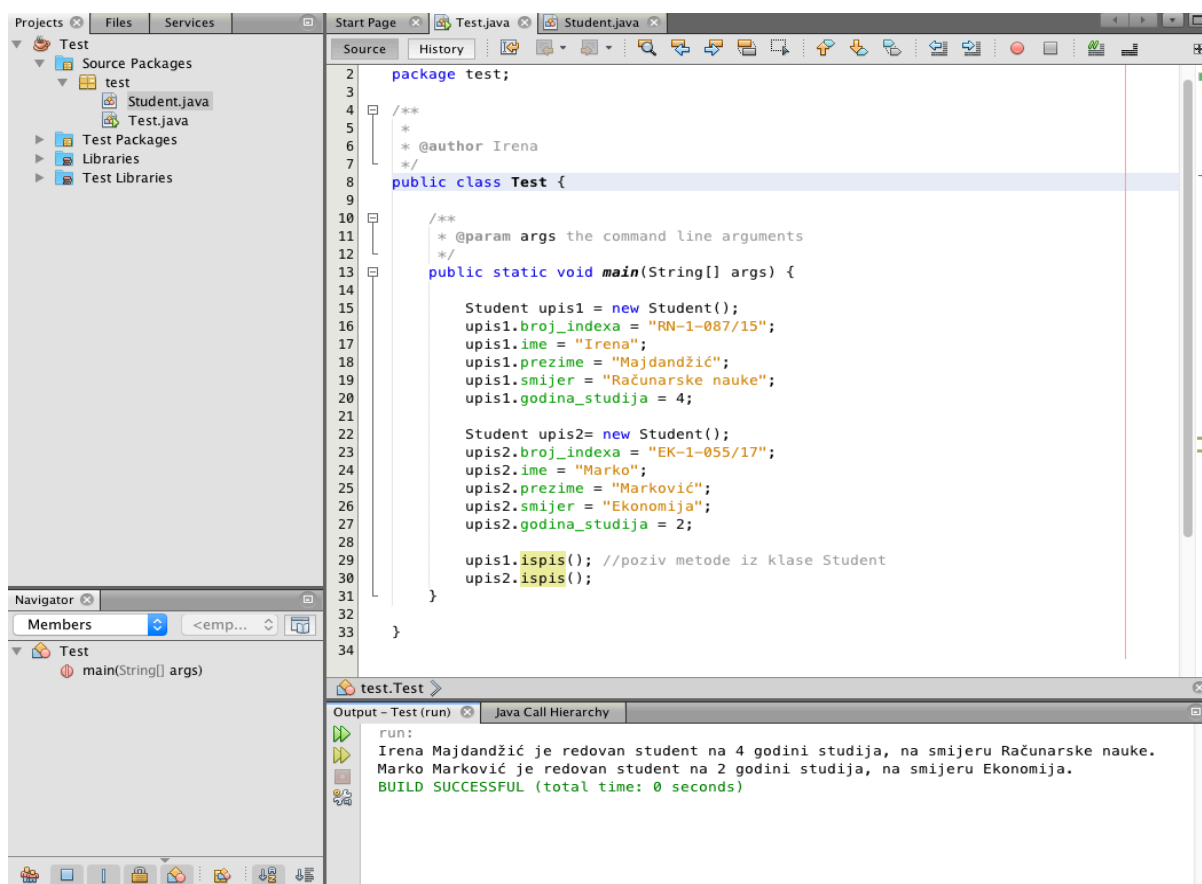 Projects Files Services
Test
Source Packages
test
Student.java
Test.java
Test Packages
Libraries
Test Libraries
Navigator
Members <emp...
Test
main(String[] args)
Start Page Test.java Student.java
Source History
2 package test;
3
4 /**
5 *
6 * @author Irena
7 */
8 public class Test {
9
10 /**
11 * @param args the command line arguments
12 */
13 public static void main(String[] args) {
14
15 Student upis1 = new Student();
16 upis1.broj_indexa = "RN-1-087/15";
17 upis1.ime = "Irena";
18 upis1.prezime = "Majdandžić";
19 upis1.smijer = "Računarske nauke";
20 upis1.godina_studija = 4;
21
22 Student upis2= new Student();
23 upis2.broj_indexa = "EK-1-055/17";
24 upis2.ime = "Marko";
25 upis2.prezime = "Marković";
26 upis2.smijer = "Ekonomija";
27 upis2.godina_studija = 2;
28
29 upis1.ispis(); //poziv metode iz klase Student
30 upis2.ispis();
31 }
32
33 }
34
test.Test
Output - Test (run) Java Call Hierarchy
run:
Irena Majdandžić je redovan student na 4 godini studija, na smijeru Računarske nauke.
Marko Marković je redovan student na 2 godini studija, na smijeru Ekonomija.
BUILD SUCCESSFUL (total time: 0 seconds)